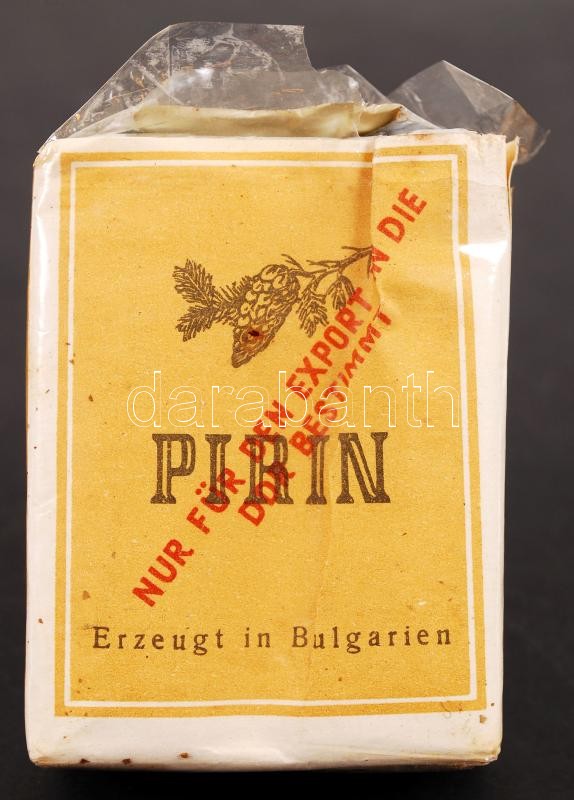 NUR FÜR DEN EXPORT IN DIE
DDR BESTIMMT
darabanth
PIRIN
Erzeugt in Bulgarien